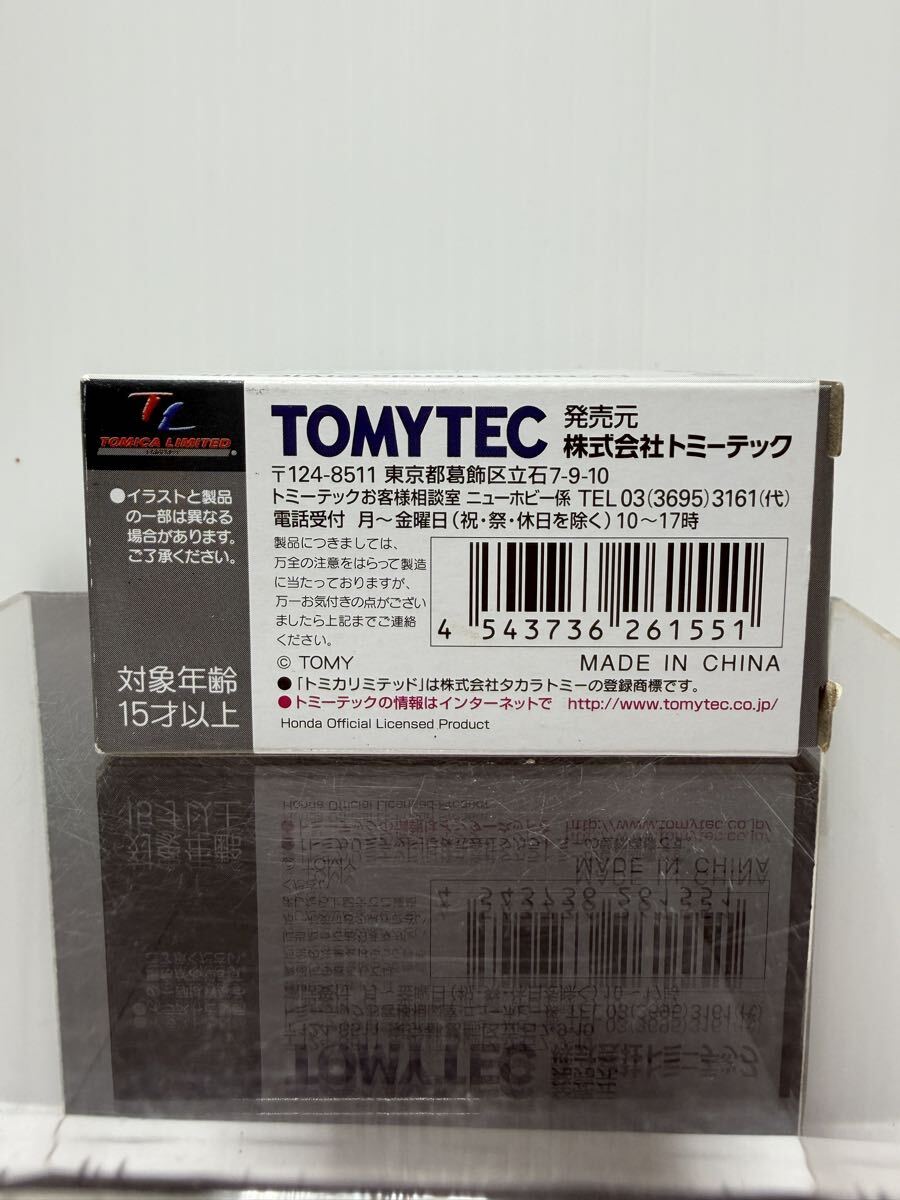 TL
TOMICA LIMITED
●イラストと製品
の一部は異なる
場合があります。
ご了承ください。
対象年齢
15才以上
TOMYTEC
発売元
株式会社トミーテック
〒124-8511 東京都葛飾区立石7-9-10
トミーテックお客様相談室 ニューホビー係 TEL 03(3695)3161(代)
電話受付 月～金曜日(祝・祭・休日を除く)10～17時
製品につきましては、
万全の注意をはらって製造
に当たっておりますが、
万一お気付きの点がござい
ましたら上記までご連絡
ください。
4 543736 261551
© TOMY
MADE IN CHINA
●「トミカリミテッド」は株式会社タカラトミーの登録商標です。
●トミーテックの情報はインターネットで http://www.tomytec.co.jp/
Honda Official Licensed Product